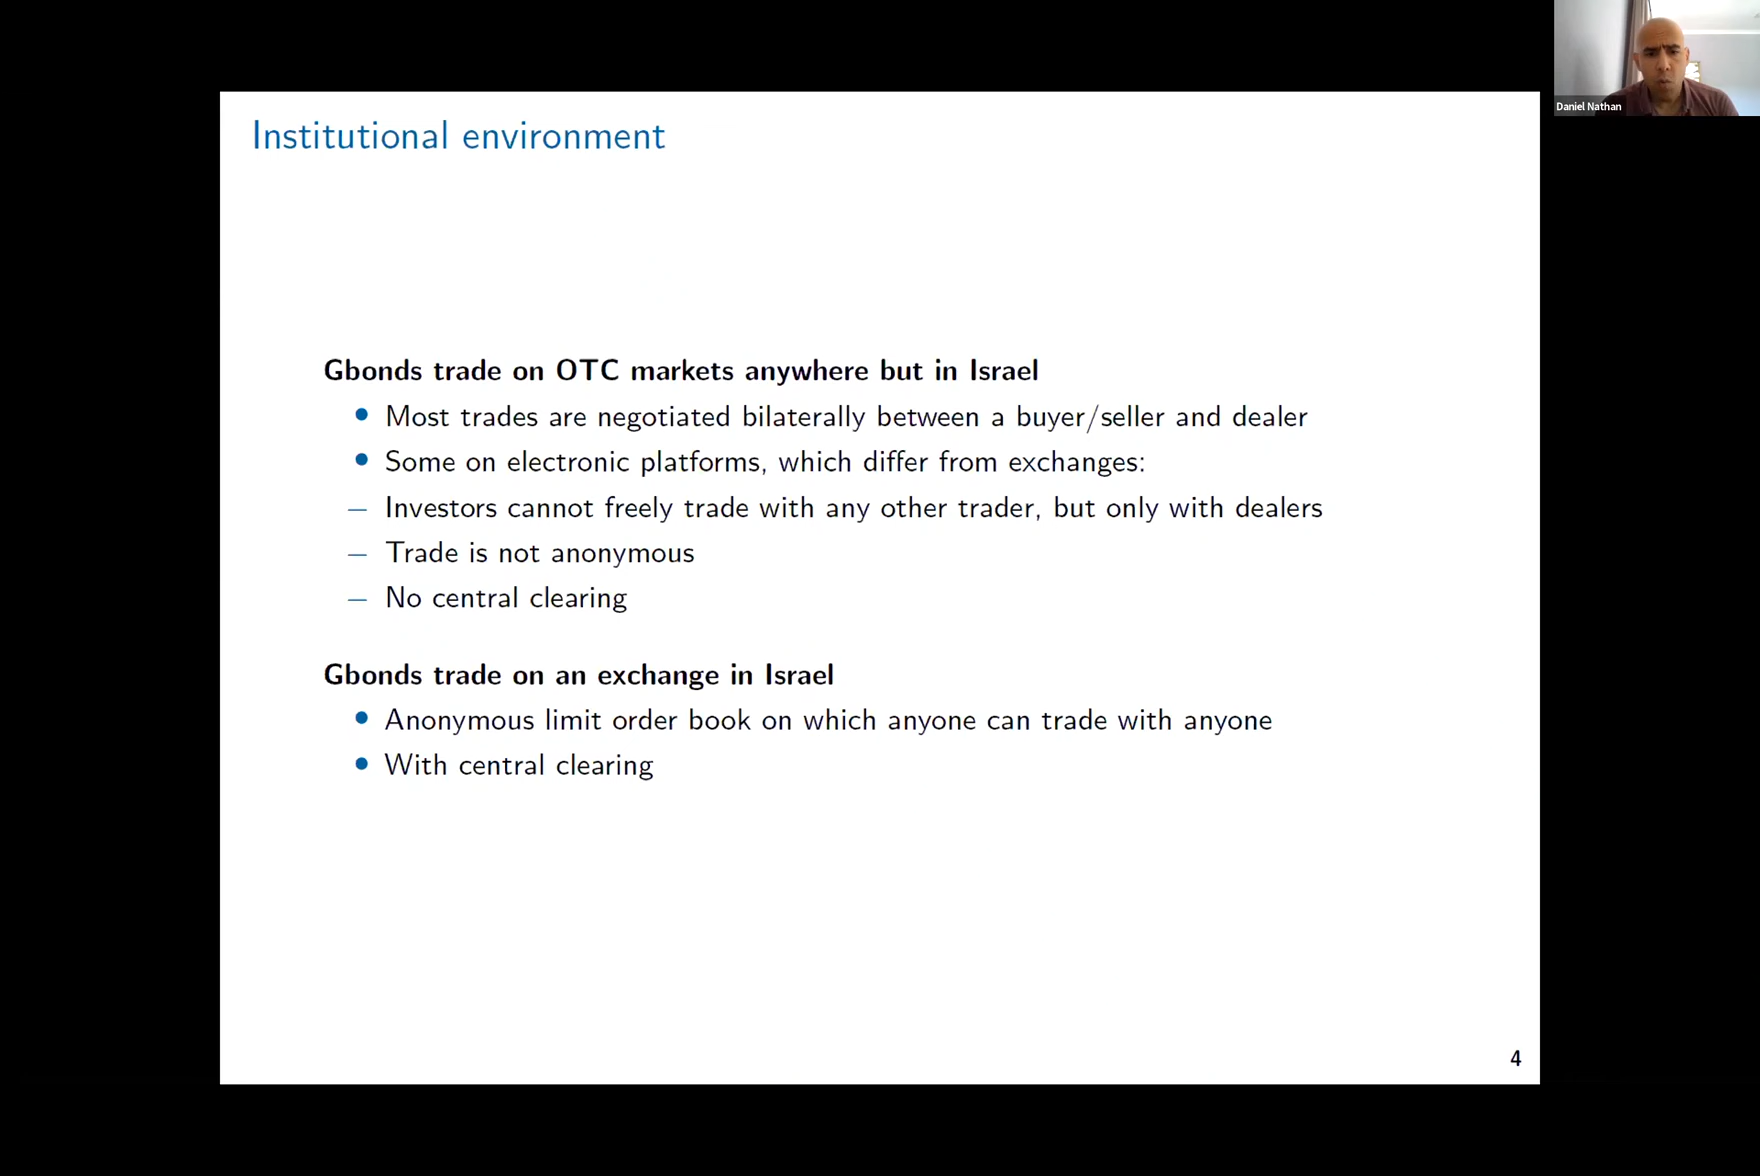 Daniel Nathan
Institutional environment
Gbonds trade on OTC markets anywhere but in Israel
• Most trades are negotiated bilaterally between a buyer/seller and dealer
• Some on electronic platforms, which differ from exchanges:
– Investors cannot freely trade with any other trader, but only with dealers
– Trade is not anonymous
– No central clearing
Gbonds trade on an exchange in Israel
• Anonymous limit order book on which anyone can trade with anyone
• With central clearing
4